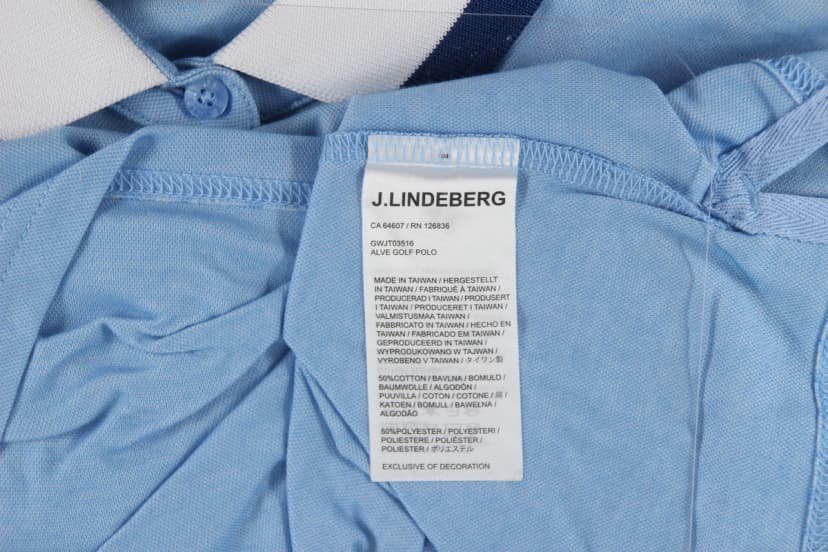 J.LINDEBERG
CA 64607 / RN 126836
GWJT03516
ALVE GOLF POLO
MADE IN TAIWAN / HERGESTELLT
IN TAIWAN / FABRIQUÉ À TAIWAN /
PRODUCERAD I TAIWAN / PRODUSERT
I TAIWAN / PRODUCERET I TAIWAN /
VALMISTUSMAA TAIWAN /
FABBRICATO IN TAIWAN / HECHO EN
TAIWAN / FABRICADO EM TAIWAN /
GEPRODUCEERD IN TAIWAN /
WYPRODUKOWANO W TAJWAN /
VYROBENO V TAIWAN / タイワン製
50%COTTON / BAVLNA / BOMULD /
BAUMWOLLE / ALGODÓN /
PUUVILLA / COTON / COTONE / 綿 /
KATOEN / BOMULL / BAWEŁNA /
ALGODÃO
50%POLYESTER / POLYESTERI /
POLIESTERE / POLIÉSTER /
POLIESTER / ポリエステル
EXCLUSIVE OF DECORATION